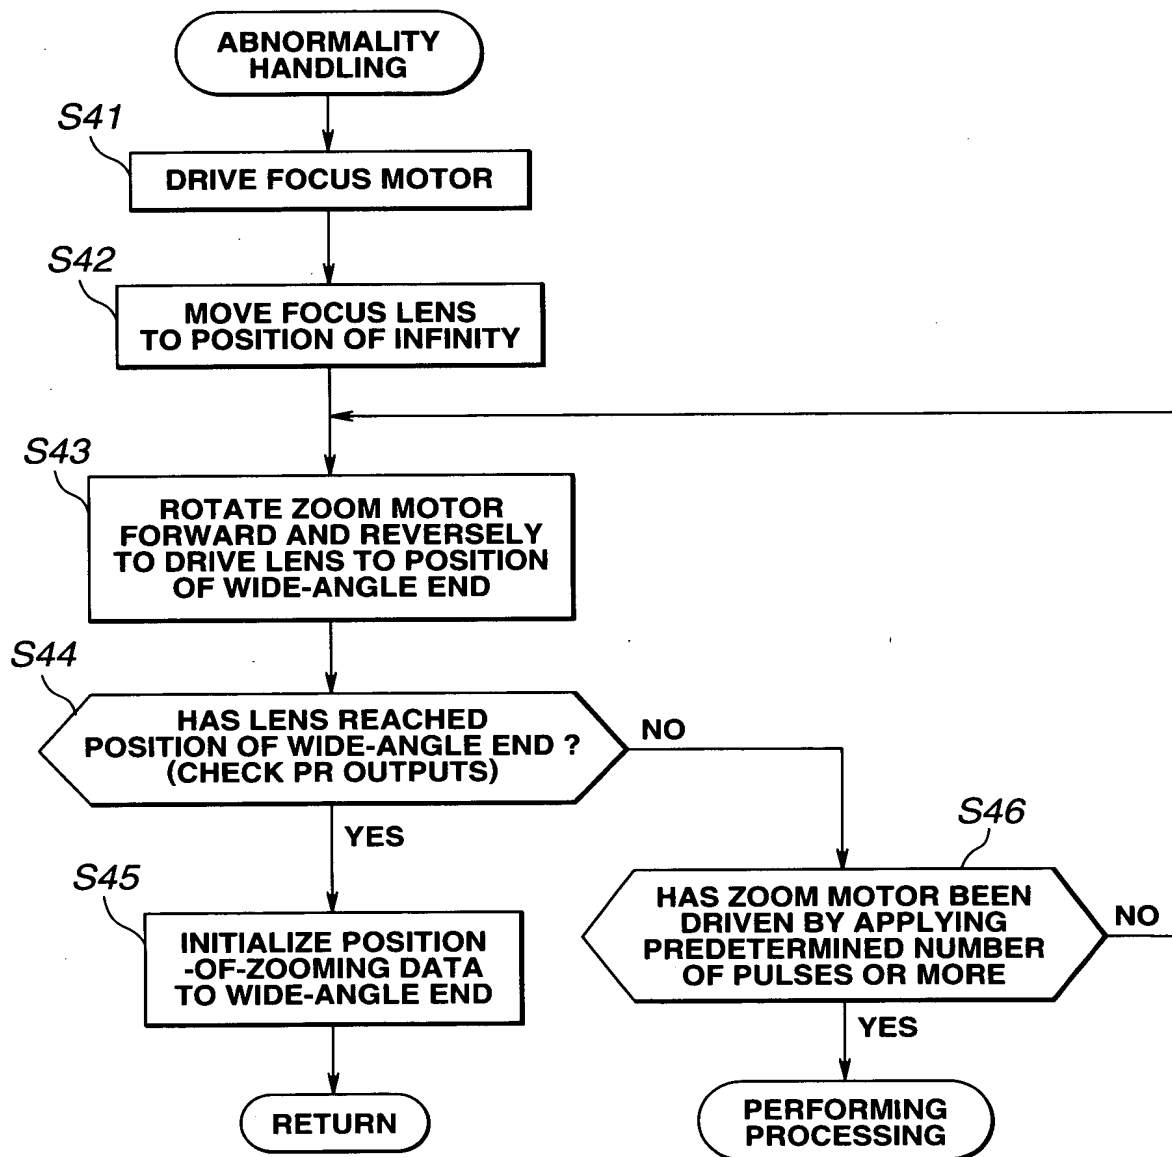 ABNORMALITY
HANDLING
S41
DRIVE FOCUS MOTOR
S42
MOVE FOCUS LENS
TO POSITION OF INFINITY
S43
ROTATE ZOOM MOTOR
FORWARD AND REVERSELY
TO DRIVE LENS TO POSITION
OF WIDE-ANGLE END
S44
HAS LENS REACHED
POSITION OF WIDE-ANGLE END ?
(CHECK PR OUTPUTS)
NO
YES
S45
INITIALIZE POSITION
-OF-ZOOMING DATA
TO WIDE-ANGLE END
RETURN
S46
HAS ZOOM MOTOR BEEN
DRIVEN BY APPLYING
PREDETERMINED NUMBER
OF PULSES OR MORE
NO
YES
PERFORMING
PROCESSING